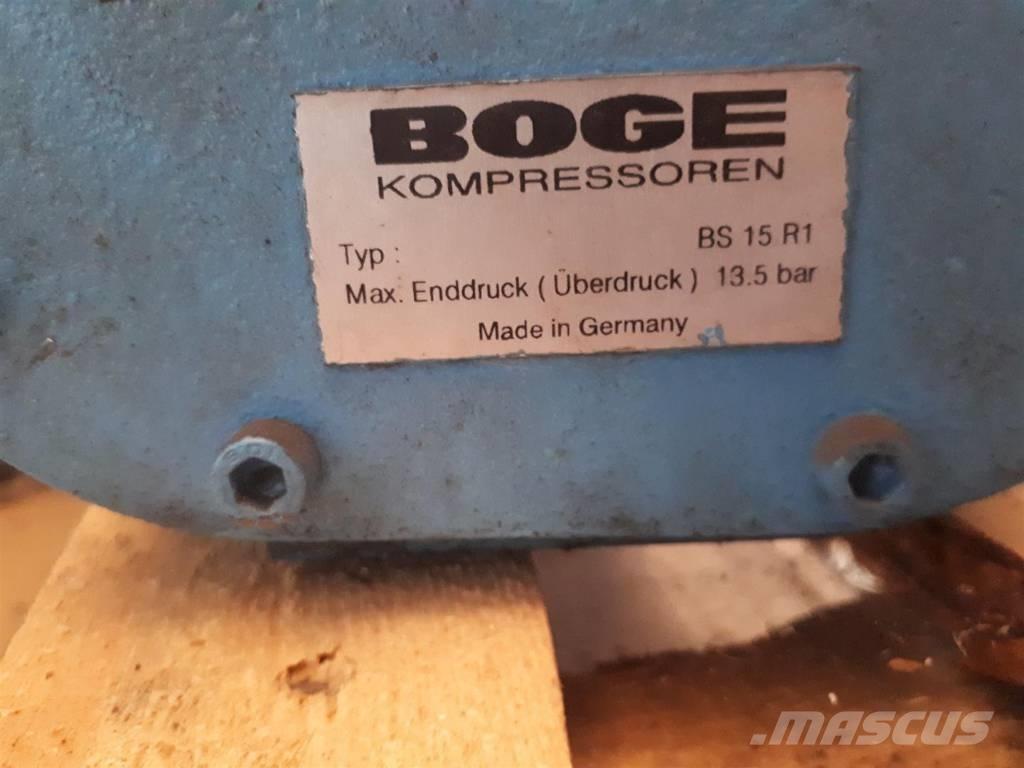 BOGE
KOMPRESSOREN
Typ : BS 15 R1
Max. Enddruck ( Überdruck ) 13.5 bar
Made in Germany
MASCUS